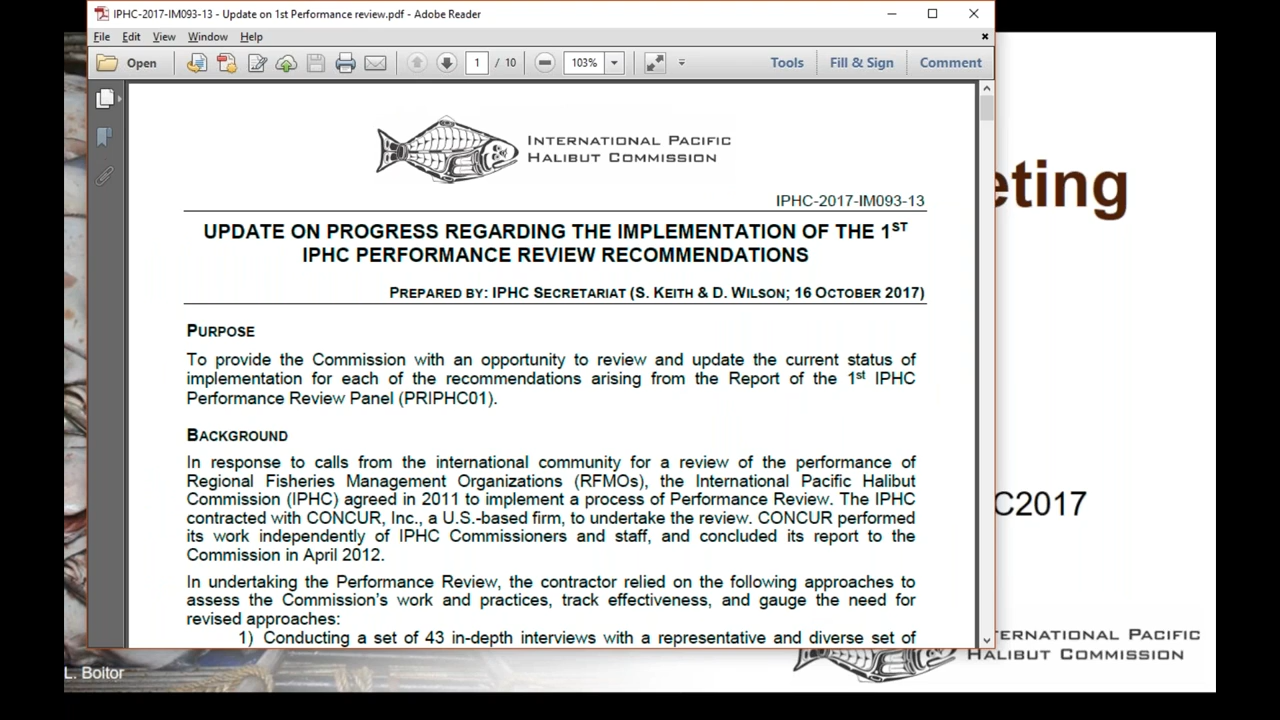 IPHC-2017-IM093-13 - Update on 1st Performance review.pdf - Adobe Reader
File Edit View Window Help
Open 1 / 10 103% Tools Fill & Sign Comment
INTERNATIONAL PACIFIC
HALIBUT COMMISSION
IPHC-2017-IM093-13
UPDATE ON PROGRESS REGARDING THE IMPLEMENTATION OF THE 1ST
IPHC PERFORMANCE REVIEW RECOMMENDATIONS
PREPARED BY: IPHC SECRETARIAT (S. KEITH & D. WILSON; 16 OCTOBER 2017)
PURPOSE
To provide the Commission with an opportunity to review and update the current status of
implementation for each of the recommendations arising from the Report of the 1st IPHC
Performance Review Panel (PRIPHC01).
BACKGROUND
In response to calls from the international community for a review of the performance of
Regional Fisheries Management Organizations (RFMOs), the International Pacific Halibut
Commission (IPHC) agreed in 2011 to implement a process of Performance Review. The IPHC
contracted with CONCUR, Inc., a U.S.-based firm, to undertake the review. CONCUR performed
its work independently of IPHC Commissioners and staff, and concluded its report to the
Commission in April 2012.
In undertaking the Performance Review, the contractor relied on the following approaches to
assess the Commission's work and practices, track effectiveness, and gauge the need for
revised approaches:
1) Conducting a set of 43 in-depth interviews with a representative and diverse set of
eting
C2017
TERNATIONAL PACIFIC
HALIBUT COMMISSION
L. Boitor